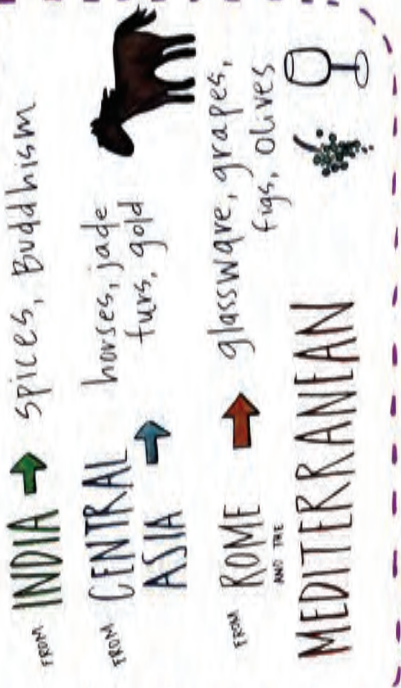 FROM INDIA → spices, Buddhism
FROM CENTRAL ASIA → horses, jade
furs, gold
FROM ROME → glassware, grapes,
AND THE figs, olives
MEDITERRANEAN